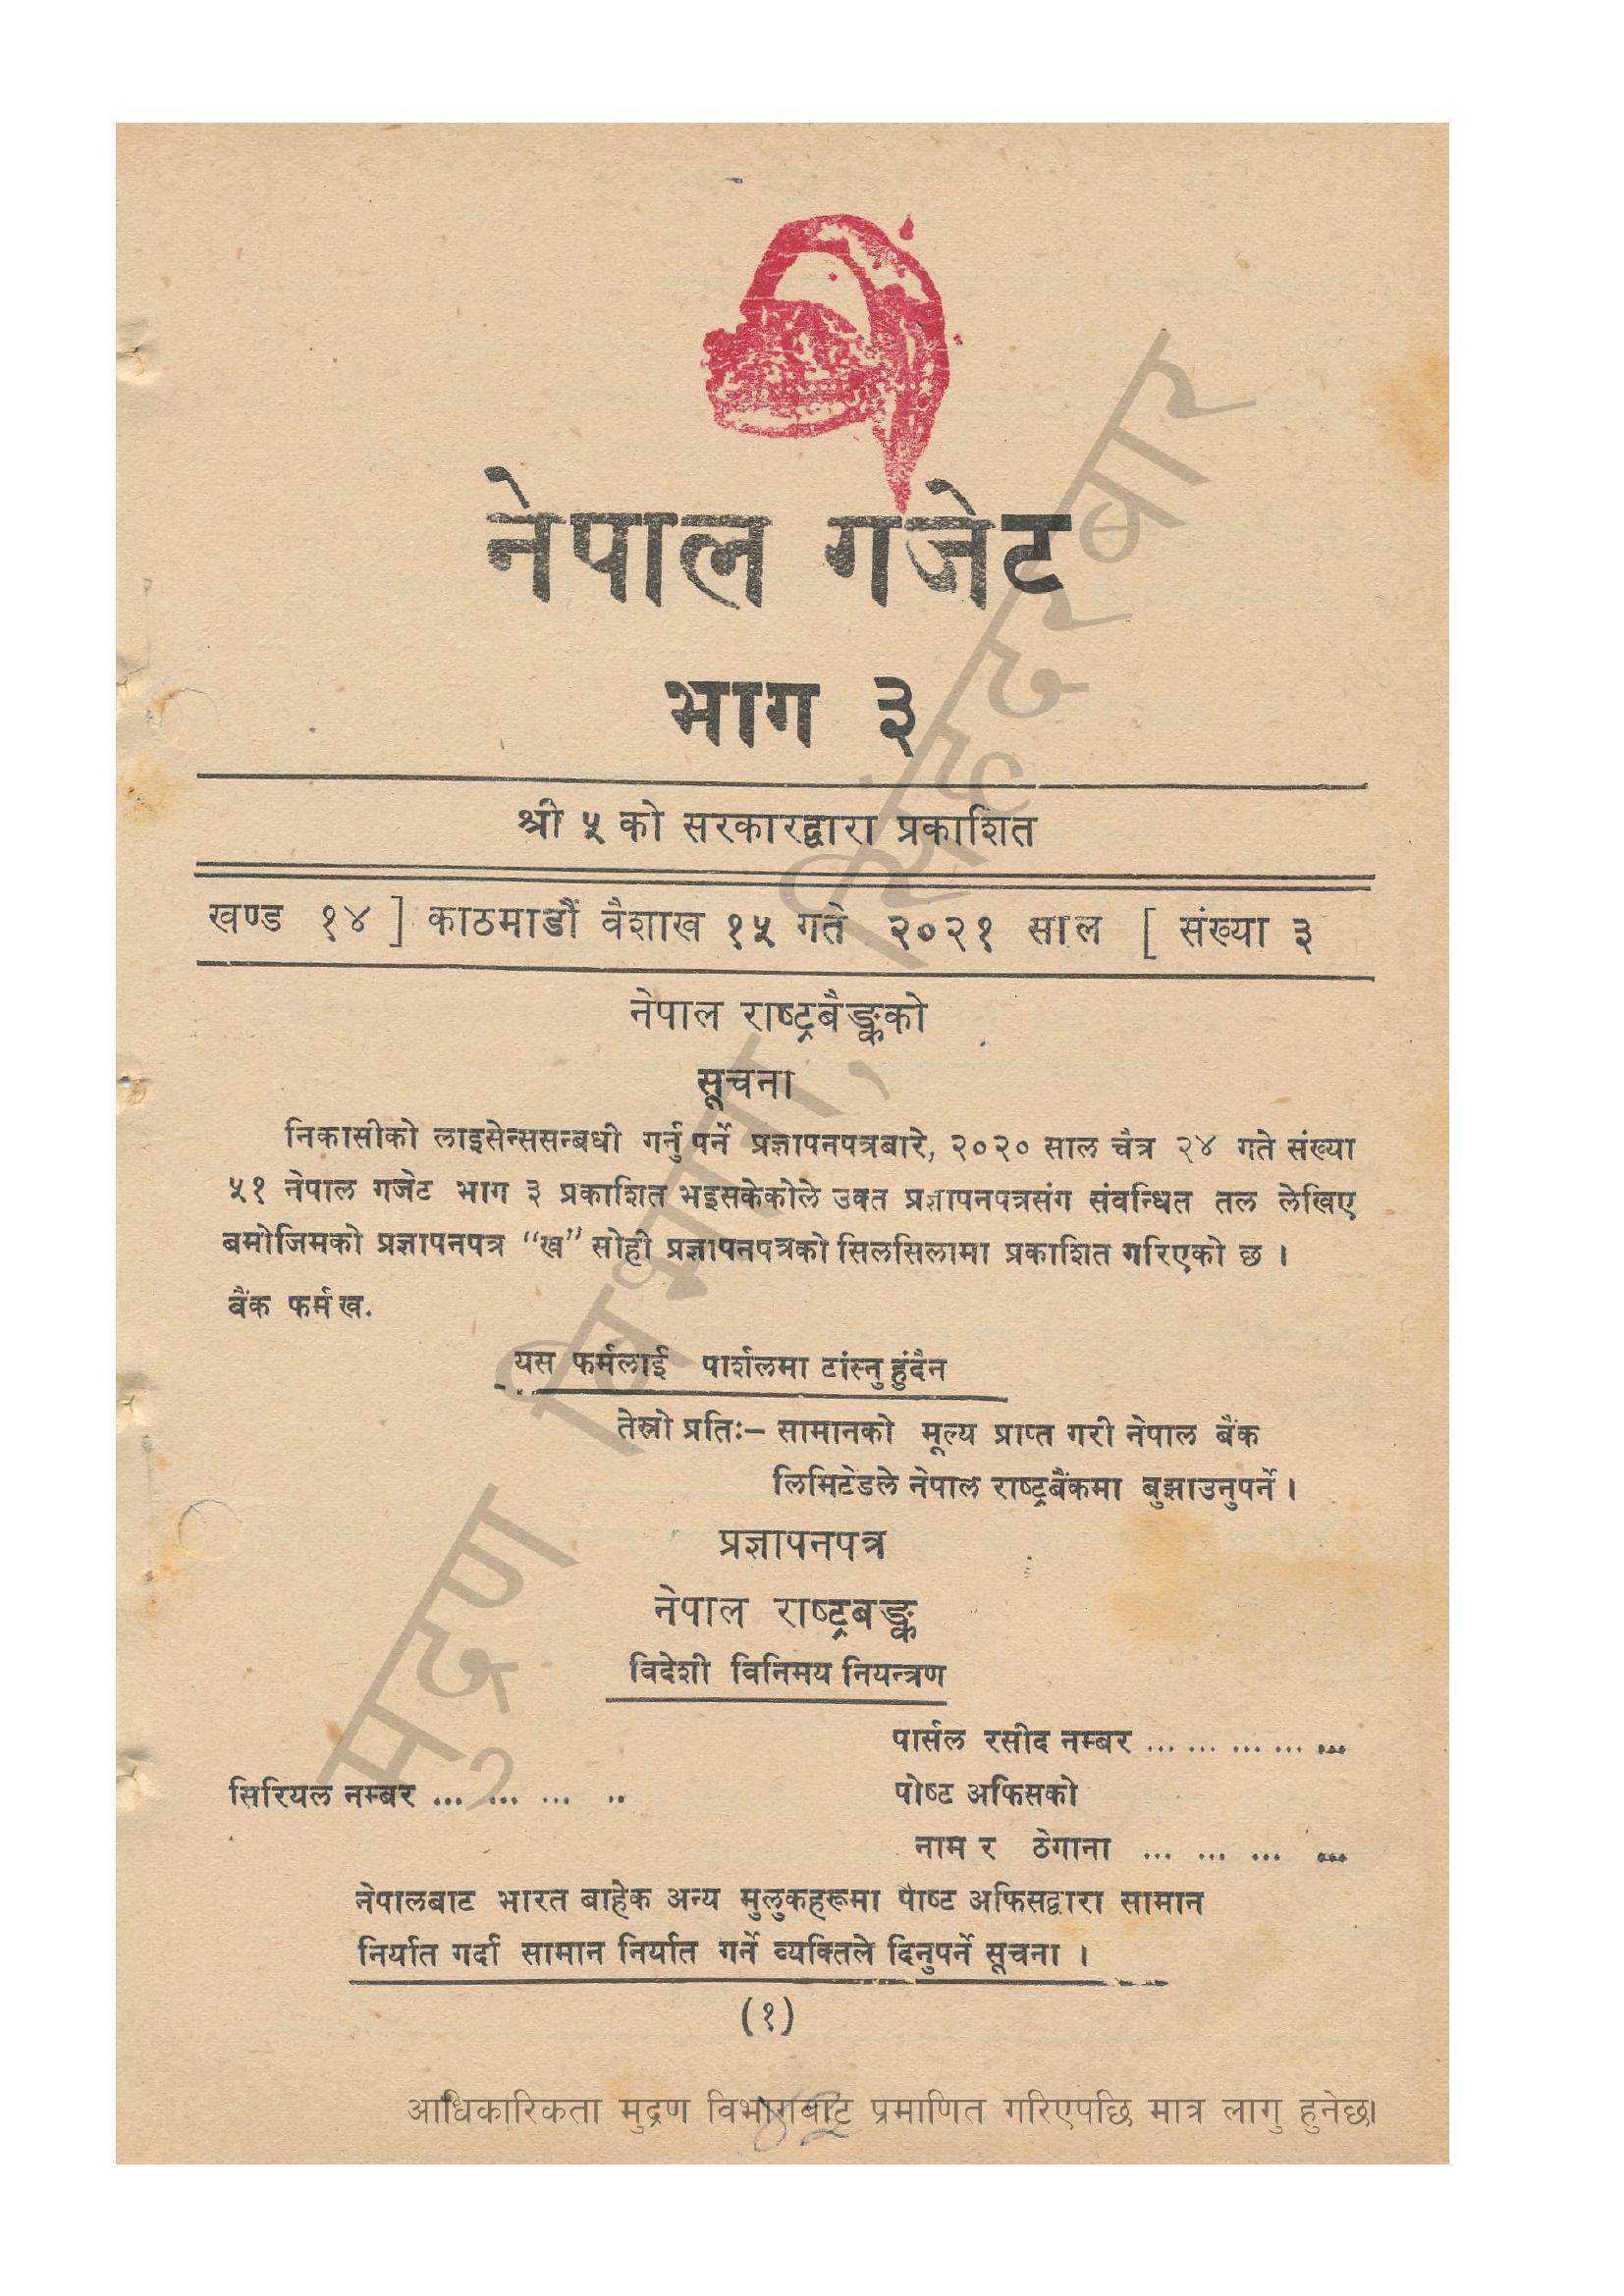 नेपाल गजेट
भाग ३
श्री ५ को सरकारद्वारा प्रकाशित
खण्ड १४ ] काठमाडौं वैशाख १५ गते २०२१ साल [ संख्या ३
नेपाल राष्ट्रबैङ्कको
सूचना
निकासीको लाइसेन्ससन्बधी गर्नु पर्ने प्रज्ञापनपत्रबारे, २०२० साल चैत्र २४ गते संख्या
५१ नेपाल गजेट भाग ३ प्रकाशित भइसकेकोले उक्त प्रज्ञापनपत्रसंग संवन्धित तल लेखिए
बमोजिमको प्रज्ञापनपत्र “ख” सोही प्रज्ञापनपत्रको सिलसिलामा प्रकाशित गरिएको छ ।
बैंक फर्म ख.
यस फर्मलाई पार्शलमा टांस्नु हुंदैन
तेस्रो प्रतिः– सामानको मूल्य प्राप्त गरी नेपाल बैंक
लिमिटेडले नेपाल राष्ट्रबैंकमा बुझाउनुपर्ने ।
प्रज्ञापनपत्र
नेपाल राष्ट्रबङ्क
विदेशी विनिमय नियन्त्रण
पार्सल रसीद नम्बर ... ... ... ... ...
सिरियल नम्बर ... ... ... .. पोष्ट अफिसको
नाम र ठेगाना ... ... ... ...
नेपालबाट भारत बाहेक अन्य मुलुकहरूमा पाष्ट अफिसद्वारा सामान
निर्यात गर्दा सामान निर्यात गर्ने व्यक्तिले दिनुपर्ने सूचना ।
(१)
मुद्रण विभाग, सिंहदरबार
आधिकारिकता मुद्रण विभागबाट प्रमाणित गरिएपछि मात्र लागु हुनेछ।